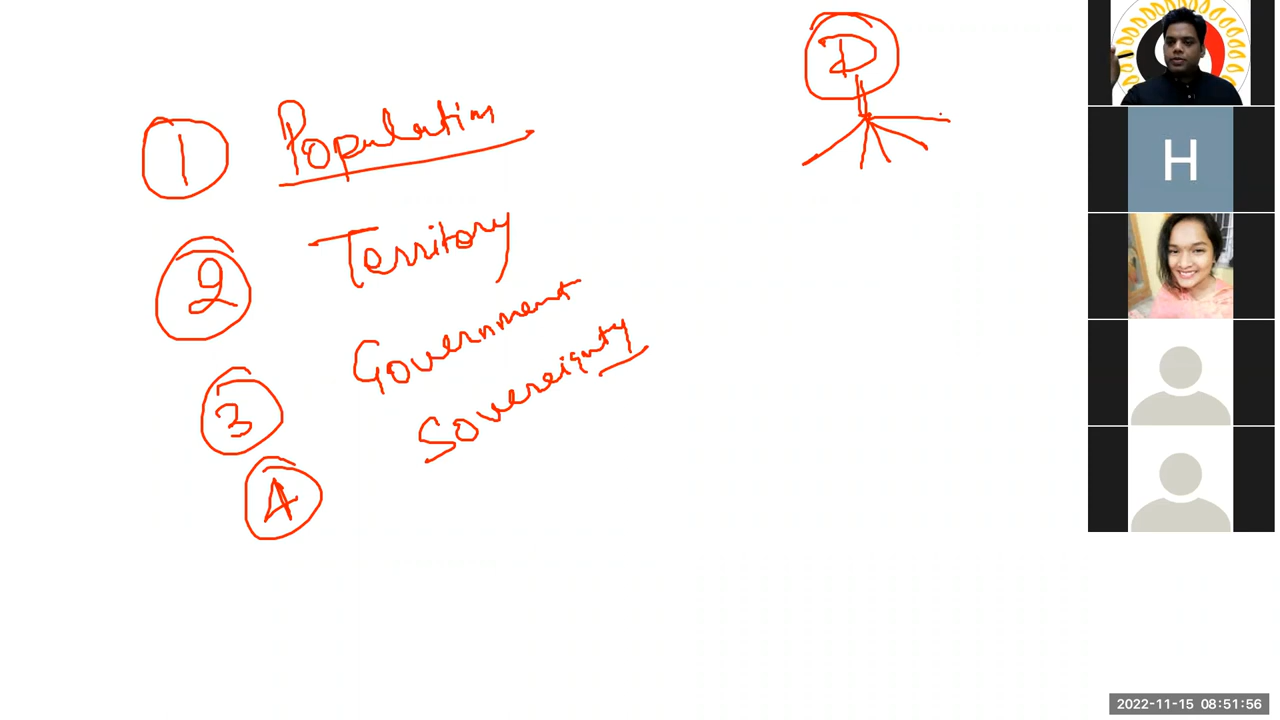 D
1 Population
2 Territory
3 Government
4 Sovereignty
H
2022-11-15 08:51:56